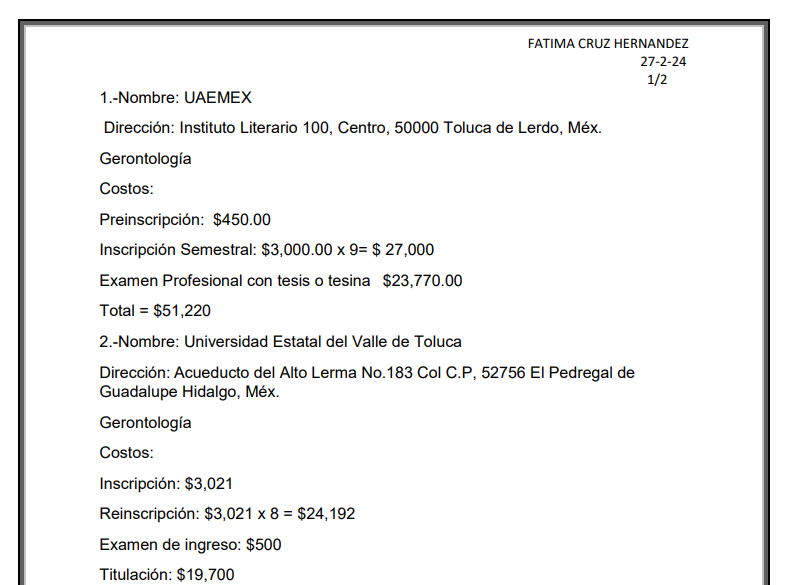 FATIMA CRUZ HERNANDEZ
27-2-24
1/2
1.-Nombre: UAEMEX
Dirección: Instituto Literario 100, Centro, 50000 Toluca de Lerdo, Méx.
Gerontología
Costos:
Preinscripción: $450.00
Inscripción Semestral: $3,000.00 x 9= $ 27,000
Examen Profesional con tesis o tesina $23,770.00
Total = $51,220
2.-Nombre: Universidad Estatal del Valle de Toluca
Dirección: Acueducto del Alto Lerma No.183 Col C.P, 52756 El Pedregal de
Guadalupe Hidalgo, Méx.
Gerontología
Costos:
Inscripción: $3,021
Reinscripción: $3,021 x 8 = $24,192
Examen de ingreso: $500
Titulación: $19,700